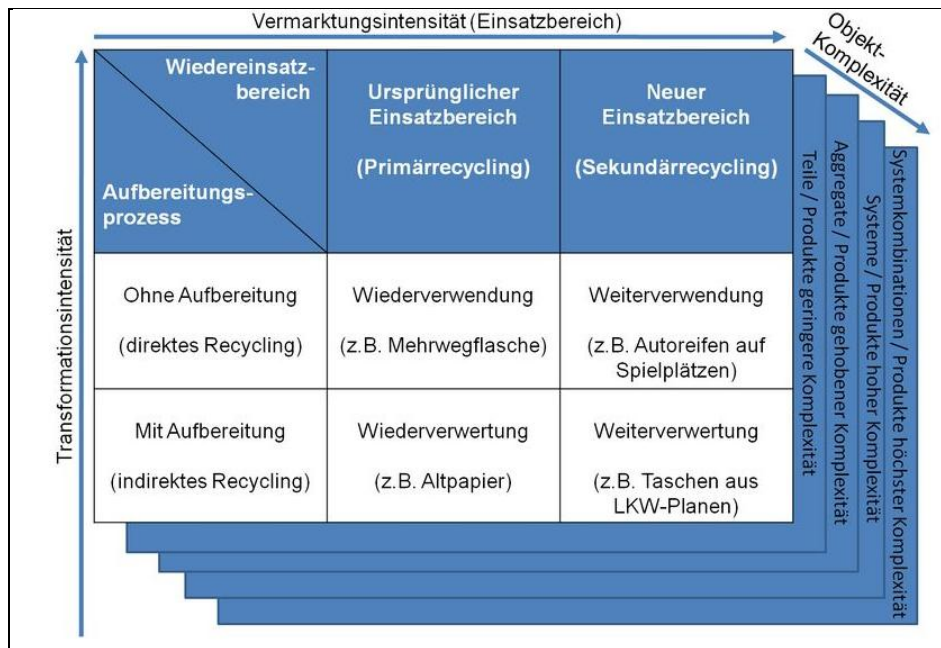 Vermarktungsintensität (Einsatzbereich)
Objekt-
Komplexität
Transformationsintensität
Wiedereinsatz-
bereich
Aufbereitungs-
prozess
Ursprünglicher
Einsatzbereich
(Primärrecycling)
Neuer
Einsatzbereich
(Sekundärrecycling)
Ohne Aufbereitung
(direktes Recycling)
Wiederverwendung
(z.B. Mehrwegflasche)
Weiterverwendung
(z.B. Autoreifen auf
Spielplätzen)
Mit Aufbereitung
(indirektes Recycling)
Wiederverwertung
(z.B. Altpapier)
Weiterverwertung
(z.B. Taschen aus
LKW-Planen)
Teile / Produkte geringere Komplexität
Aggregate / Produkte gehobener Komplexität
Systeme / Produkte hoher Komplexität
Systemkombinationen / Produkte höchster Komplexität